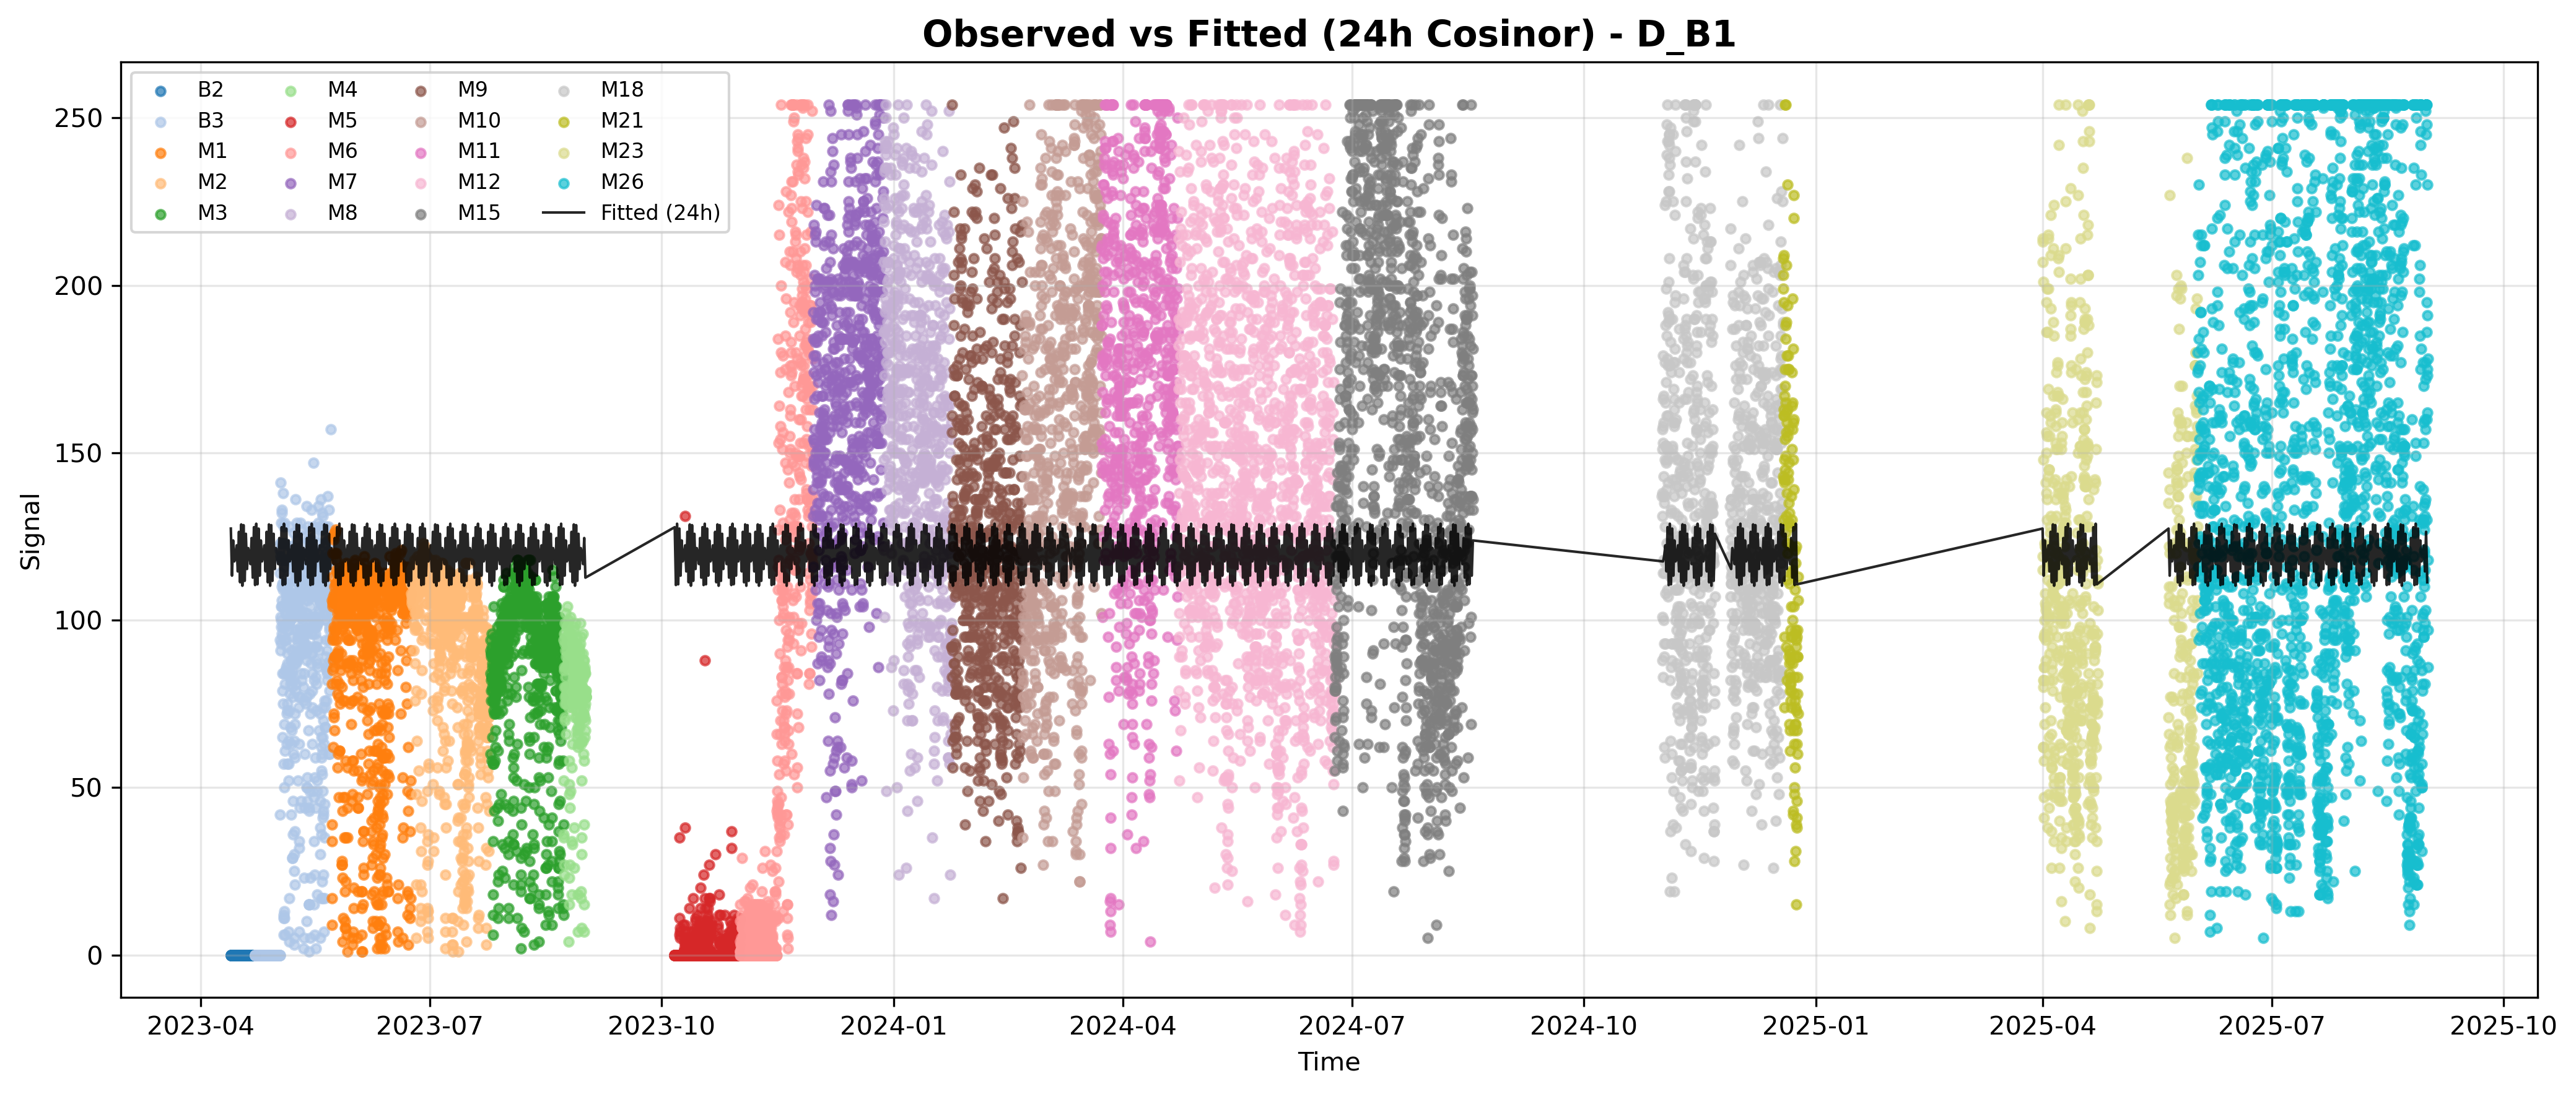 Observed vs Fitted (24h Cosinor) - D_B1
B2 M4 M9 M18
B3 M5 M10 M21
M1 M6 M11 M23
M2 M7 M12 M26
M3 M8 M15 Fitted (24h)
250
200
150
100
50
0
Signal
2023-04 2023-07 2023-10 2024-01 2024-04 2024-07 2024-10 2025-01 2025-04 2025-07 2025-10
Time